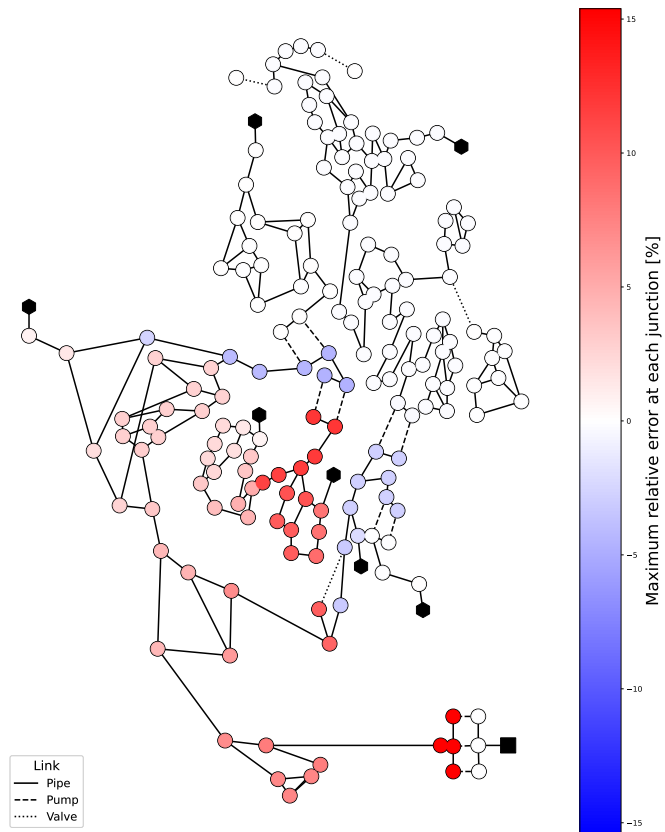 15
10
5
0
−5
−10
−15
Maximum relative error at each junction [%]
Link
Pipe
Pump
Valve